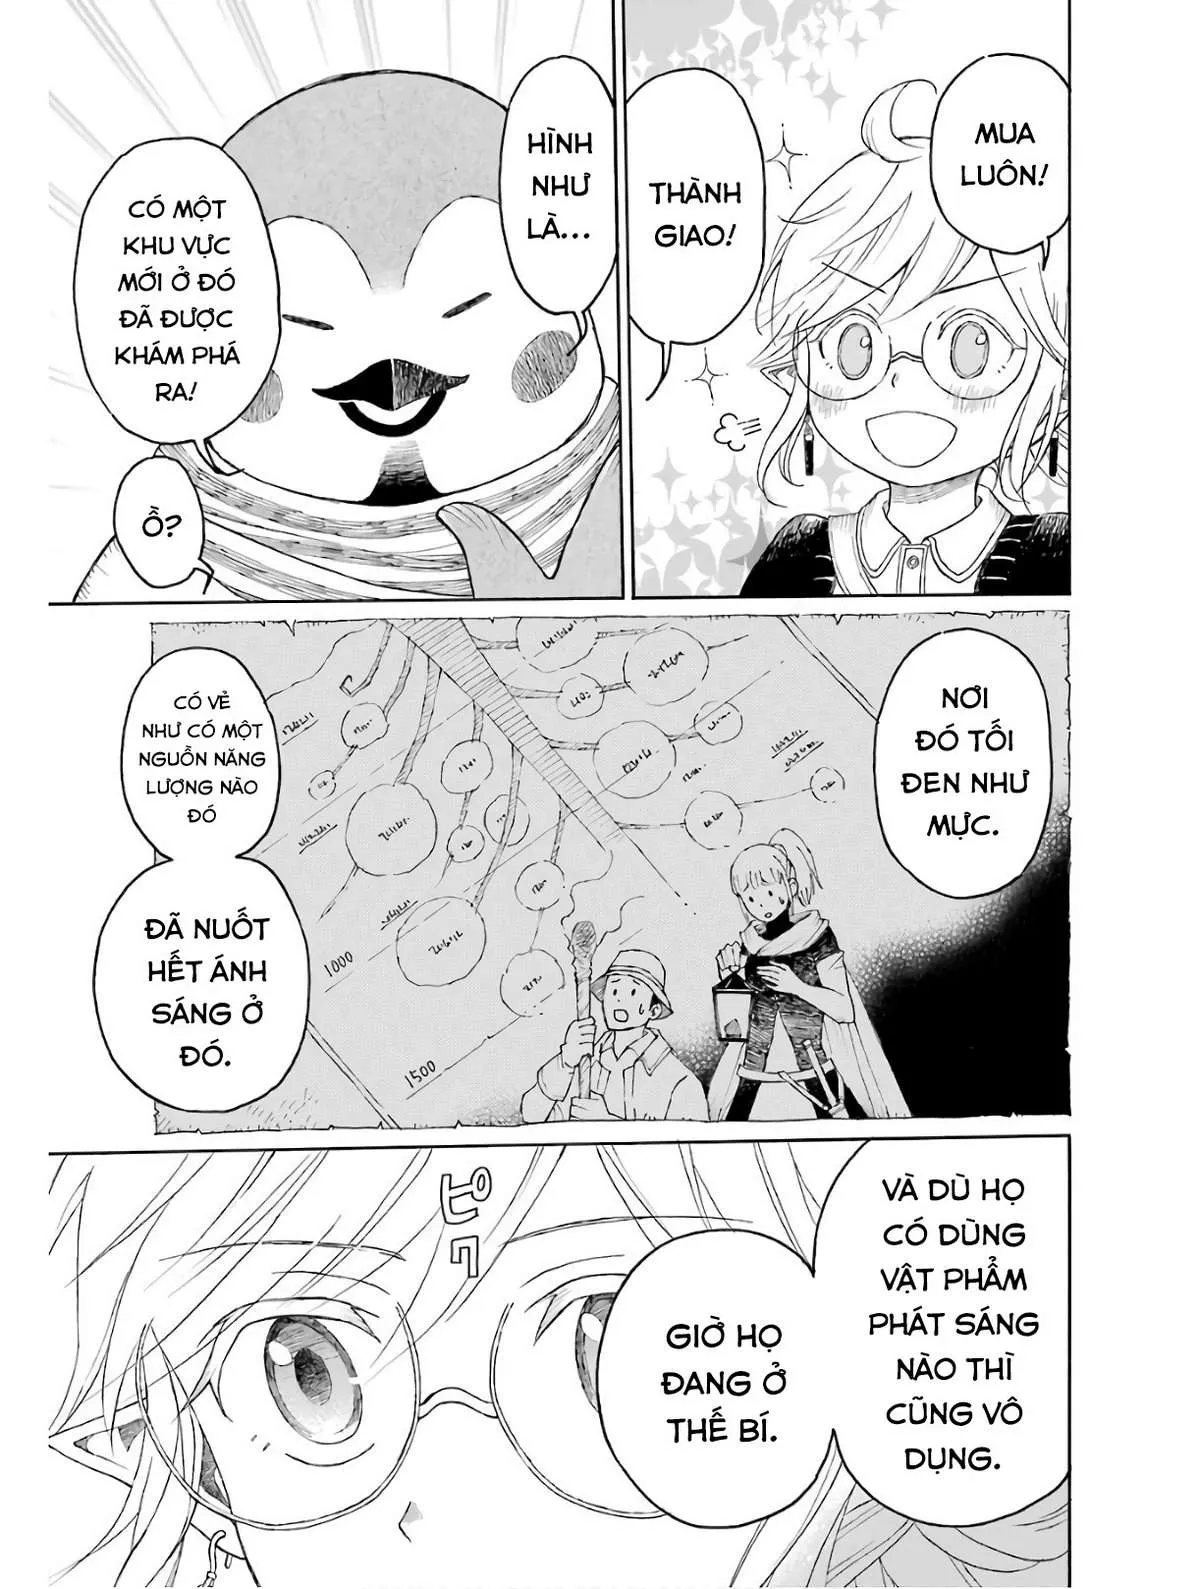 MUA
LUÔN!
THÀNH
GIAO!
HÌNH
NHƯ
LÀ...
CÓ MỘT
KHU VỰC
MỚI Ở ĐÓ
ĐÃ ĐƯỢC
KHÁM PHÁ
RA!
Ồ?
NƠI
ĐÓ TỐI
ĐEN NHƯ
MỰC.
CÓ VẺ
NHƯ CÓ MỘT
NGUỒN NĂNG
LƯỢNG NÀO
ĐÓ
ĐÃ NUỐT
HẾT ÁNH
SÁNG Ở
ĐÓ.
1000
1500
VÀ DÙ HỌ
CÓ DÙNG
VẬT PHẨM
PHÁT SÁNG
NÀO THÌ
CŨNG VÔ
DỤNG.
GIỜ HỌ
ĐANG Ở
THẾ BÍ.
ピク